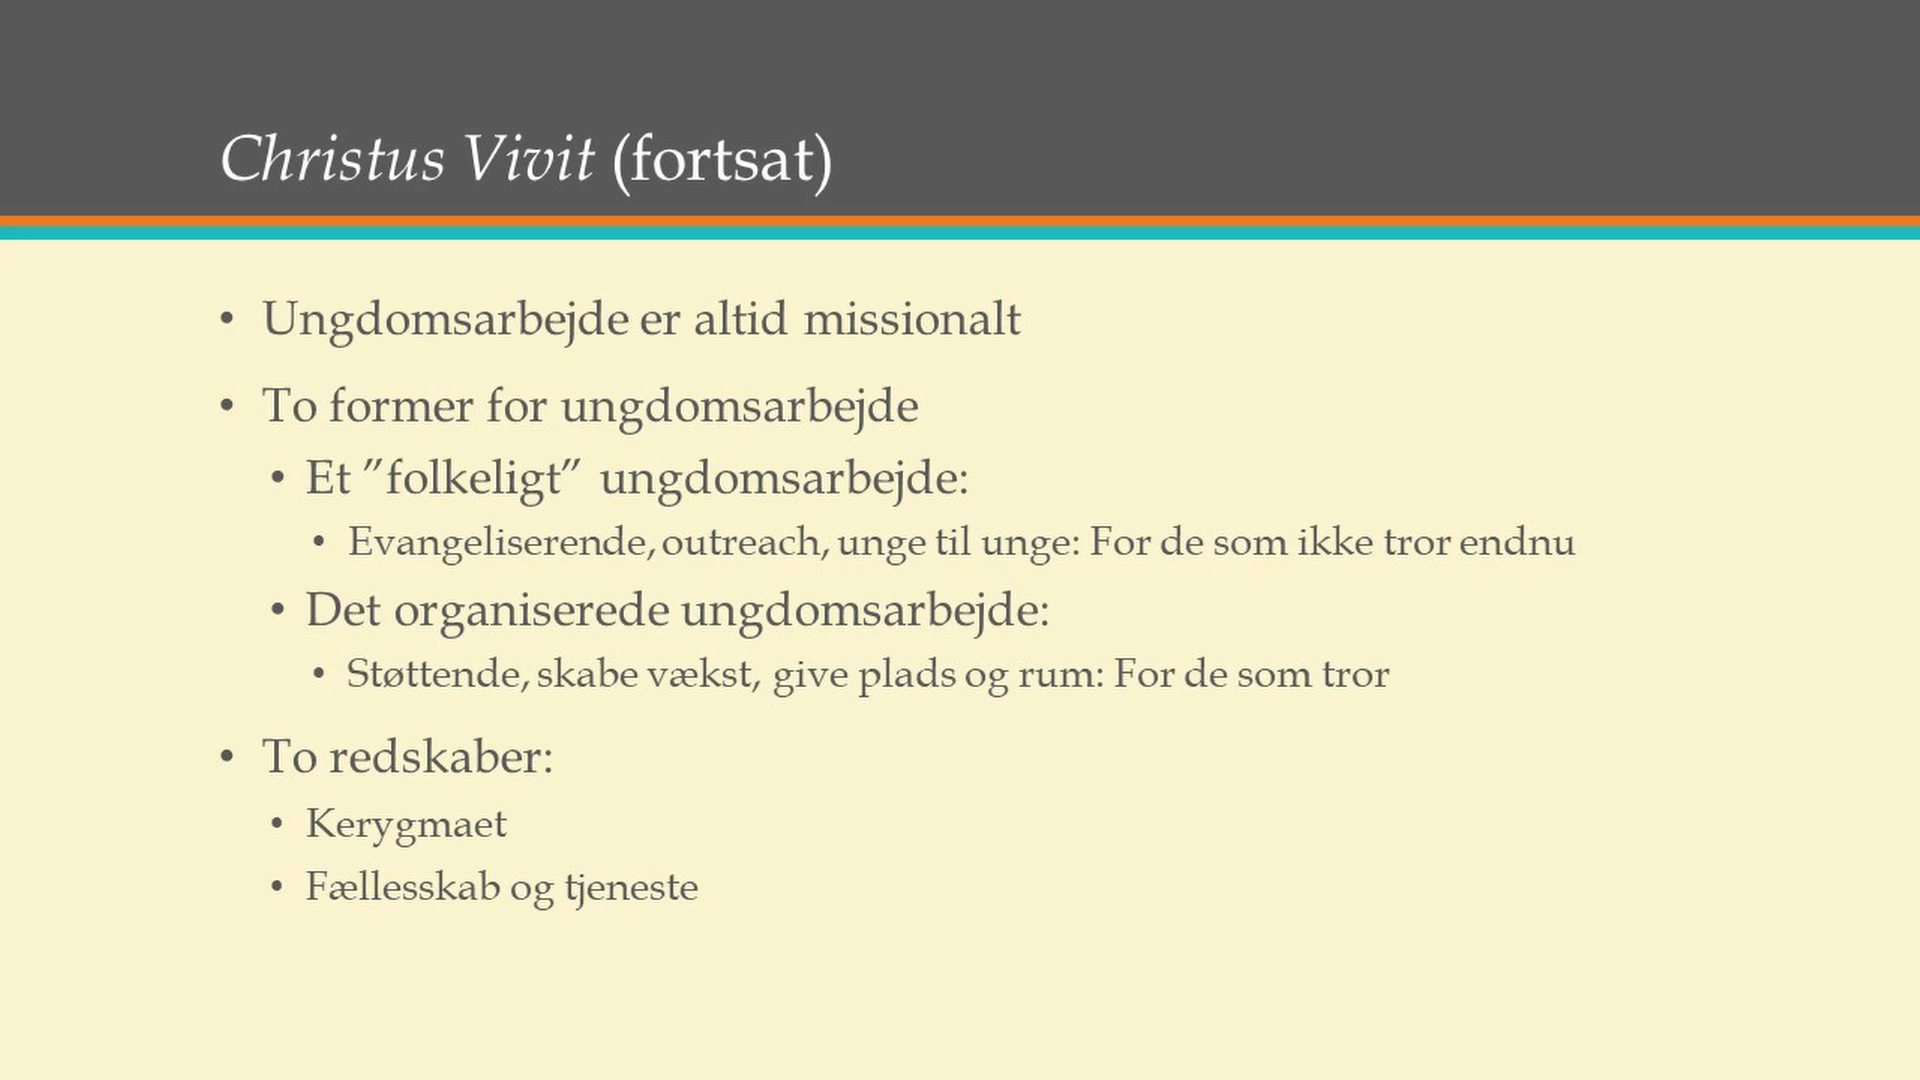 Christus Vivit (fortsat)
• Ungdomsarbejde er altid missionalt
• To former for ungdomsarbejde
• Et ”folkeligt” ungdomsarbejde:
• Evangeliserende, outreach, unge til unge: For de som ikke tror endnu
• Det organiserede ungdomsarbejde:
• Støttende, skabe vækst, give plads og rum: For de som tror
• To redskaber:
• Kerygmaet
• Fællesskab og tjeneste